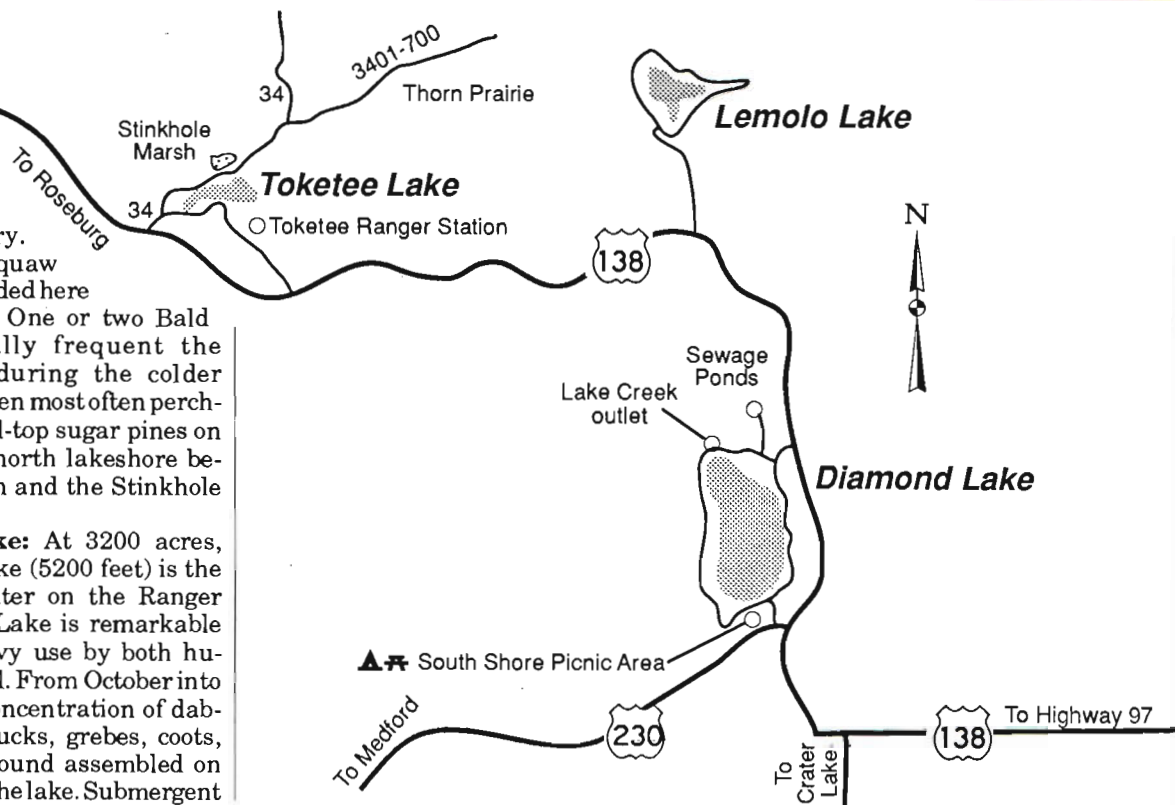 3401-700
34
Thorn Prairie
Stinkhole
Marsh
Lemolo Lake
To Roseburg
Toketee Lake
34
Toketee Ranger Station
N
138
Sewage
Ponds
Lake Creek
outlet
Diamond Lake
South Shore Picnic Area
To Medford
230
138
To Highway 97
To
Crater
Lake
ry.
quaw
ded here
One or two Bald
lly frequent the
during the colder
en most often perch-
l-top sugar pines on
north lakeshore be-
n and the Stinkhole
ke: At 3200 acres,
ke (5200 feet) is the
ter on the Ranger
Lake is remarkable
vy use by both hu-
l. From October into
oncentration of dab-
ucks, grebes, coots,
ound assembled on
he lake. Submergent